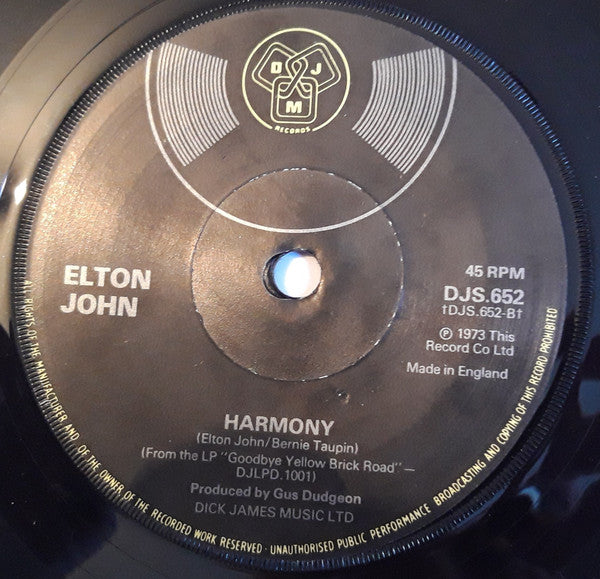 D J
M
RECORDS
ELTON
JOHN
45 RPM
DJS.652
†DJS.652-B†
℗ 1973 This
Record Co Ltd
Made in England
HARMONY
(Elton John/Bernie Taupin)
(From the LP "Goodbye Yellow Brick Road"—
DJLPD.1001)
Produced by Gus Dudgeon
DICK JAMES MUSIC LTD
ALL RIGHTS OF THE MANUFACTURER AND OF THE OWNER OF THE RECORDED WORK RESERVED · UNAUTHORISED PUBLIC PERFORMANCE BROADCASTING AND COPYING OF THIS RECORD PROHIBITED